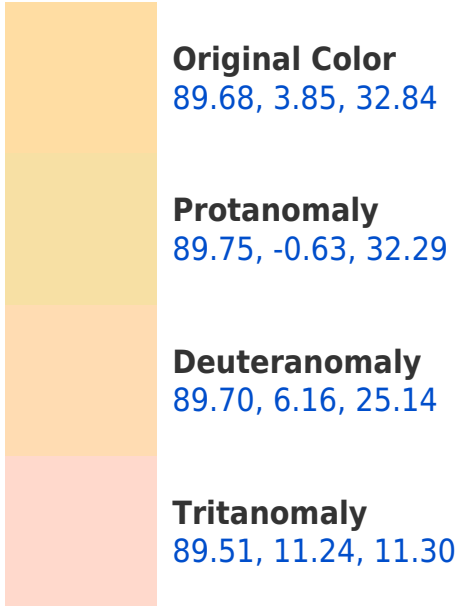 Original Color
89.68, 3.85, 32.84
Protanomaly
89.75, -0.63, 32.29
Deuteranomaly
89.70, 6.16, 25.14
Tritanomaly
89.51, 11.24, 11.30